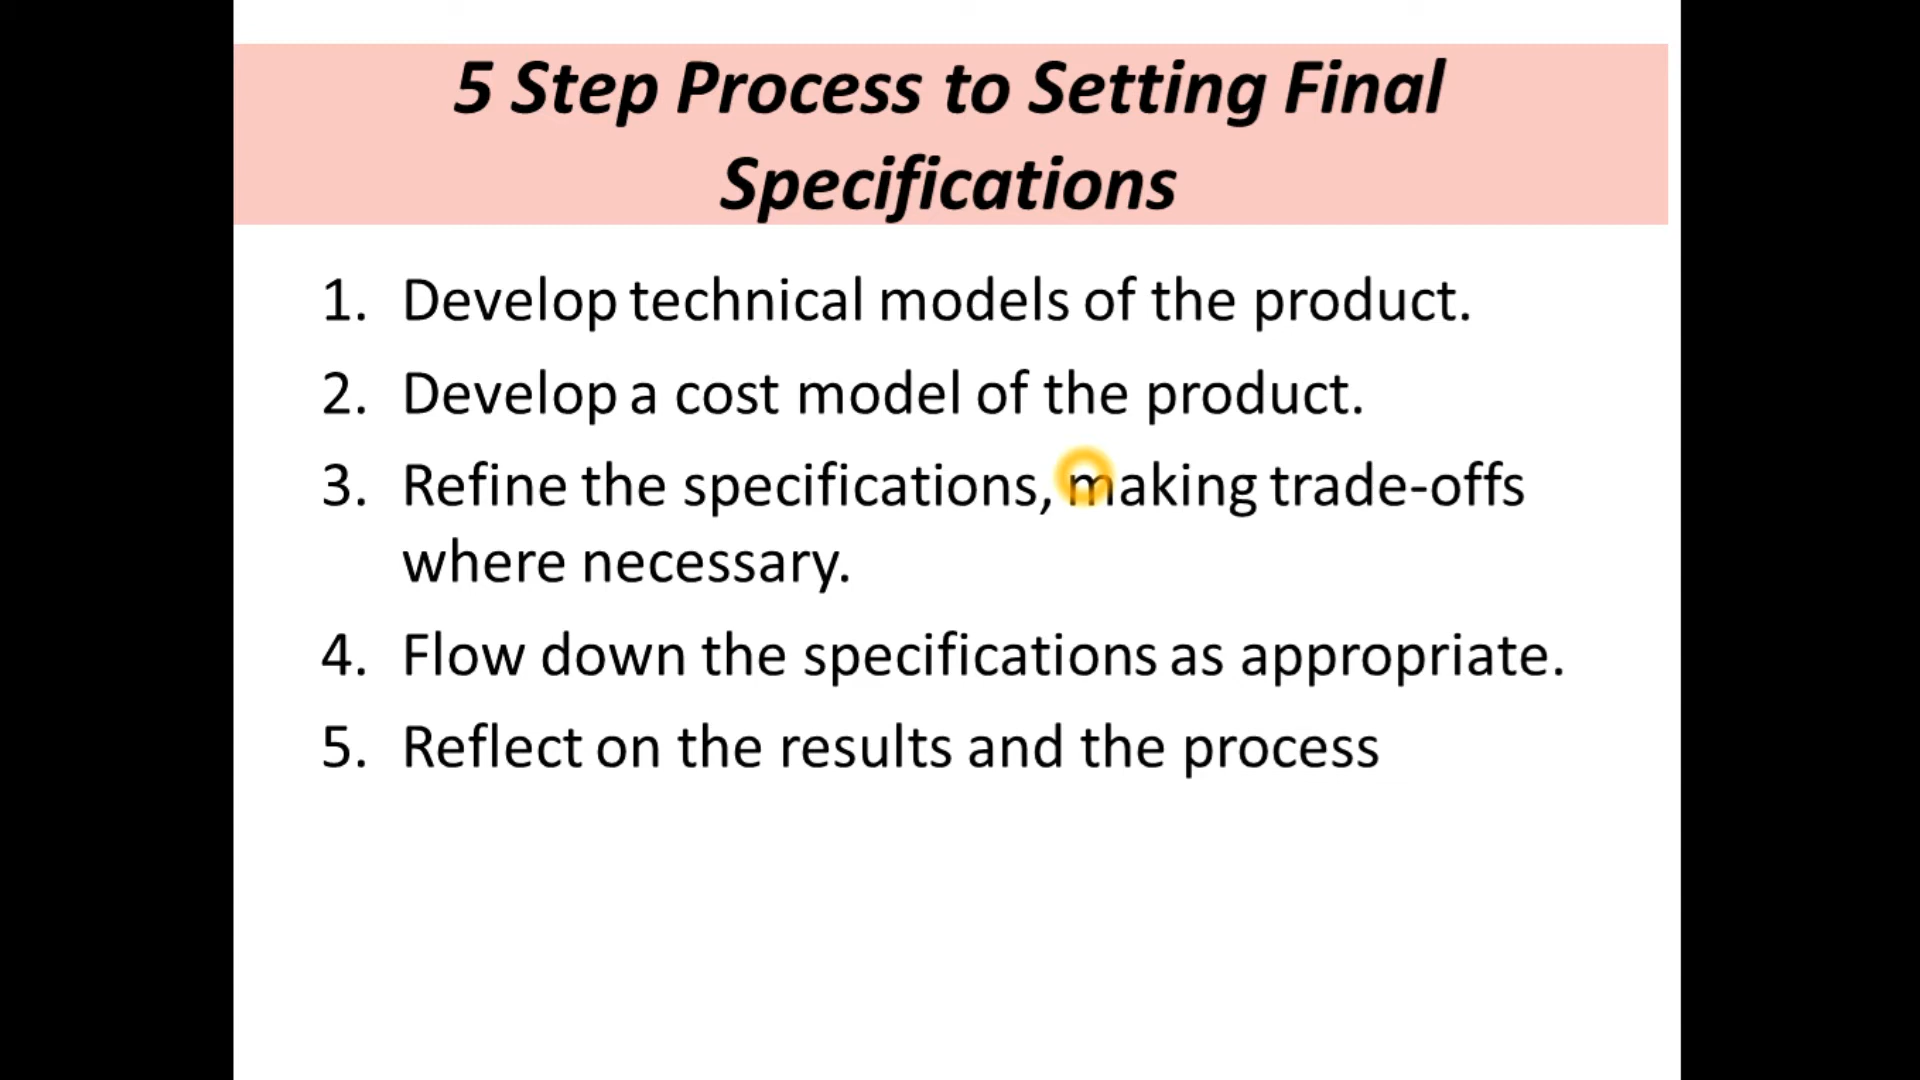 5 Step Process to Setting Final
Specifications
1. Develop technical models of the product.
2. Develop a cost model of the product.
3. Refine the specifications, making trade-offs
where necessary.
4. Flow down the specifications as appropriate.
5. Reflect on the results and the process